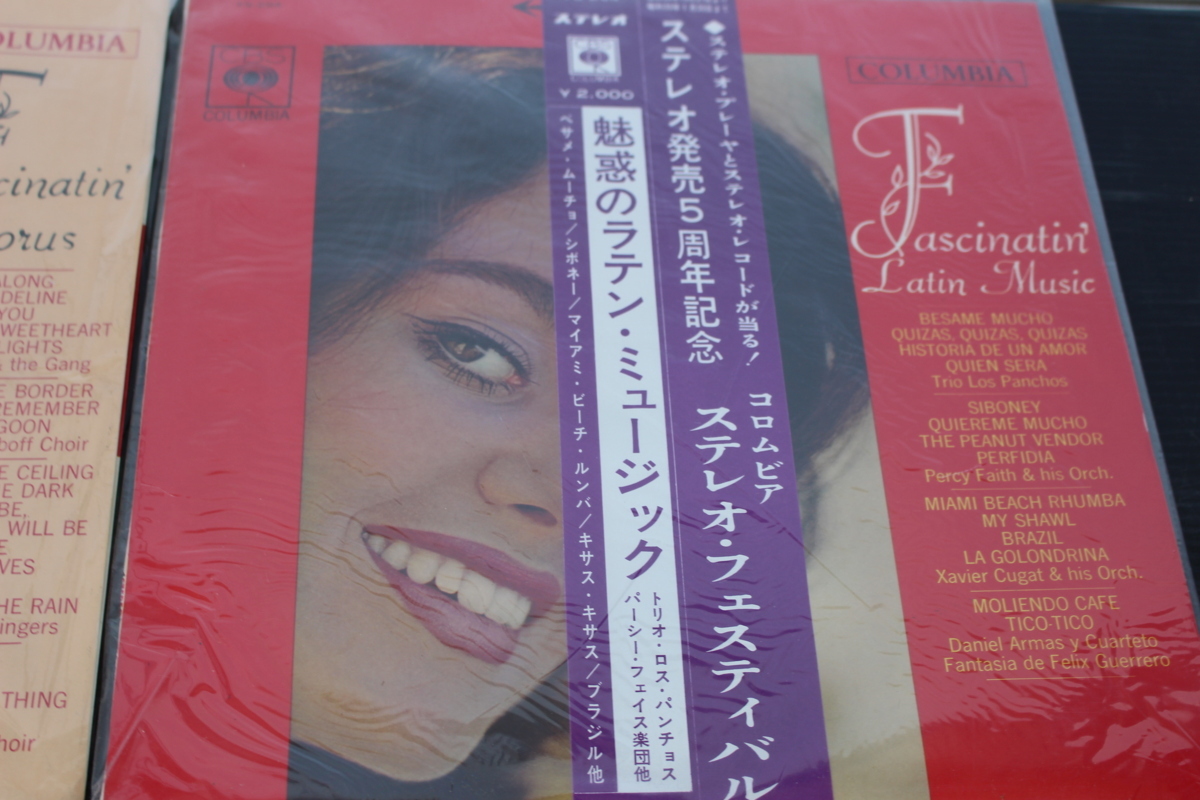 COLUMBIA
cinatin'
orus
ALONG
DELINE
YOU
SWEETHEART
LIGHTS
& the Gang
E BORDER
REMEMBER
GOON
boff Choir
E CEILING
E DARK
BE,
WILL BE
E
VES
HE RAIN
ingers
THING
hoir
CBS
COLUMBIA
ステレオ
CBS
COLUMBIA
¥2,000
ベサメ・ムーチョ/シボネー/マイアミ・ビーチ・ルンバ/キサス・キサス/ブラジル他
魅惑のラテン・ミュージック
トリオ・ロス・パンチョス
パーシー・フェイス楽団他
◆ステレオ・プレーヤとステレオ・レコードが当る!
ステレオ発売5周年記念
コロムビア
ステレオ・フェスティバル
COLUMBIA
Fascinatin'
Latin Music
BESAME MUCHO
QUIZAS, QUIZAS, QUIZAS
HISTORIA DE UN AMOR
QUIEN SERA
Trio Los Panchos
SIBONEY
QUIEREME MUCHO
THE PEANUT VENDOR
PERFIDIA
Percy Faith & his Orch.
MIAMI BEACH RHUMBA
MY SHAWL
BRAZIL
LA GOLONDRINA
Xavier Cugat & his Orch.
MOLIENDO CAFE
TICO-TICO
Daniel Armas y Cuarteto
Fantasia de Felix Guerrero